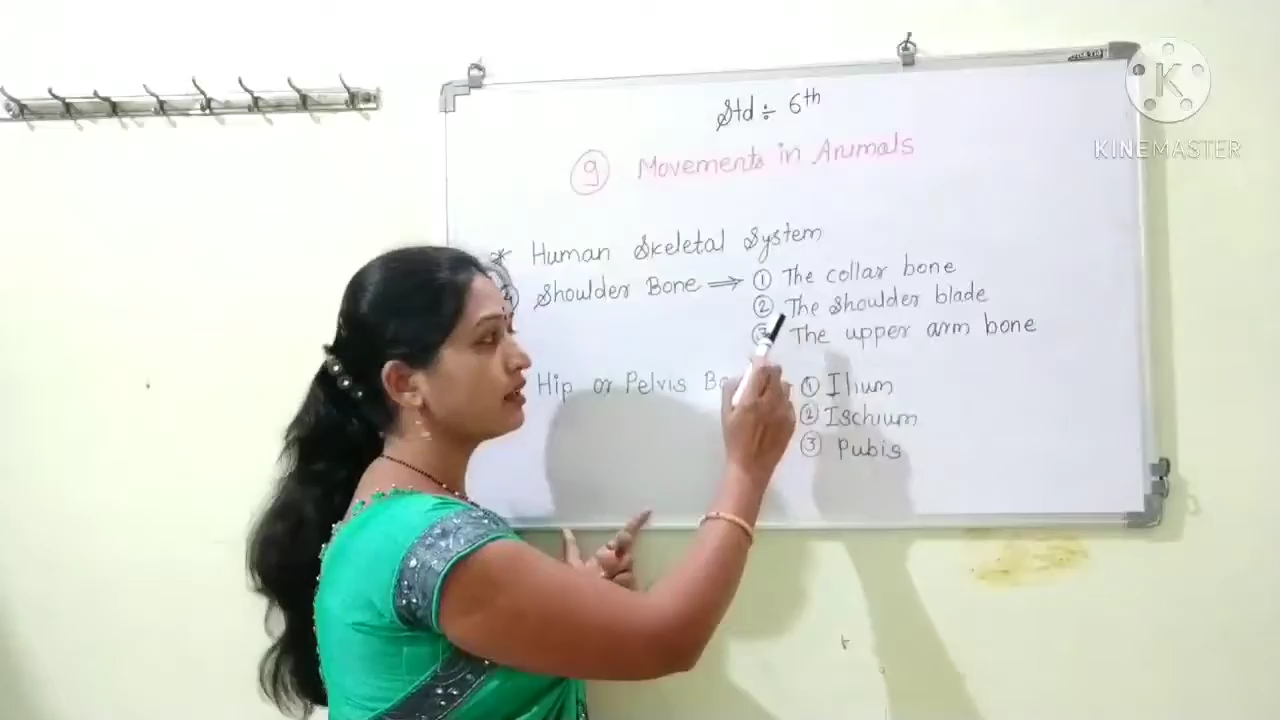 Std ÷ 6th
9 Movements in Animals
* Human Skeletal System
Shoulder Bone ⇒ 1 The collar bone
2 The shoulder blade
3 The upper arm bone
Hip or Pelvis 1 Ilium
2 Ischium
3 Pubis
K
KINEMASTER